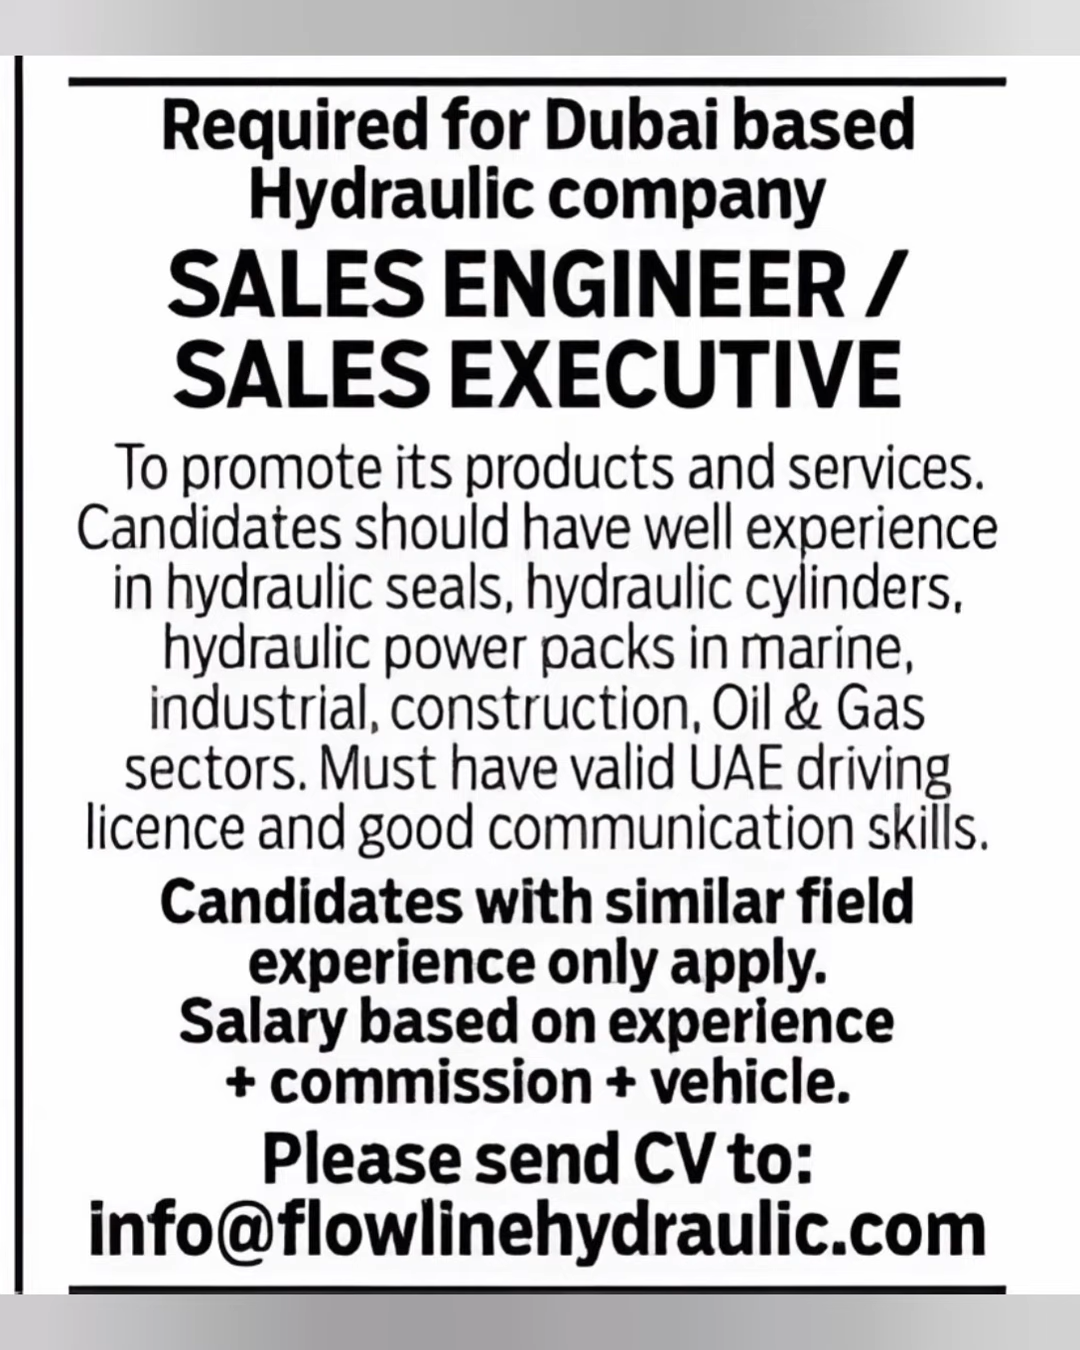 Required for Dubai based
Hydraulic company
SALES ENGINEER /
SALES EXECUTIVE
To promote its products and services.
Candidates should have well experience
in hydraulic seals, hydraulic cylinders,
hydraulic power packs in marine,
industrial, construction, Oil & Gas
sectors. Must have valid UAE driving
licence and good communication skills.
Candidates with similar field
experience only apply.
Salary based on experience
+ commission + vehicle.
Please send CV to:
info@flowlinehydraulic.com